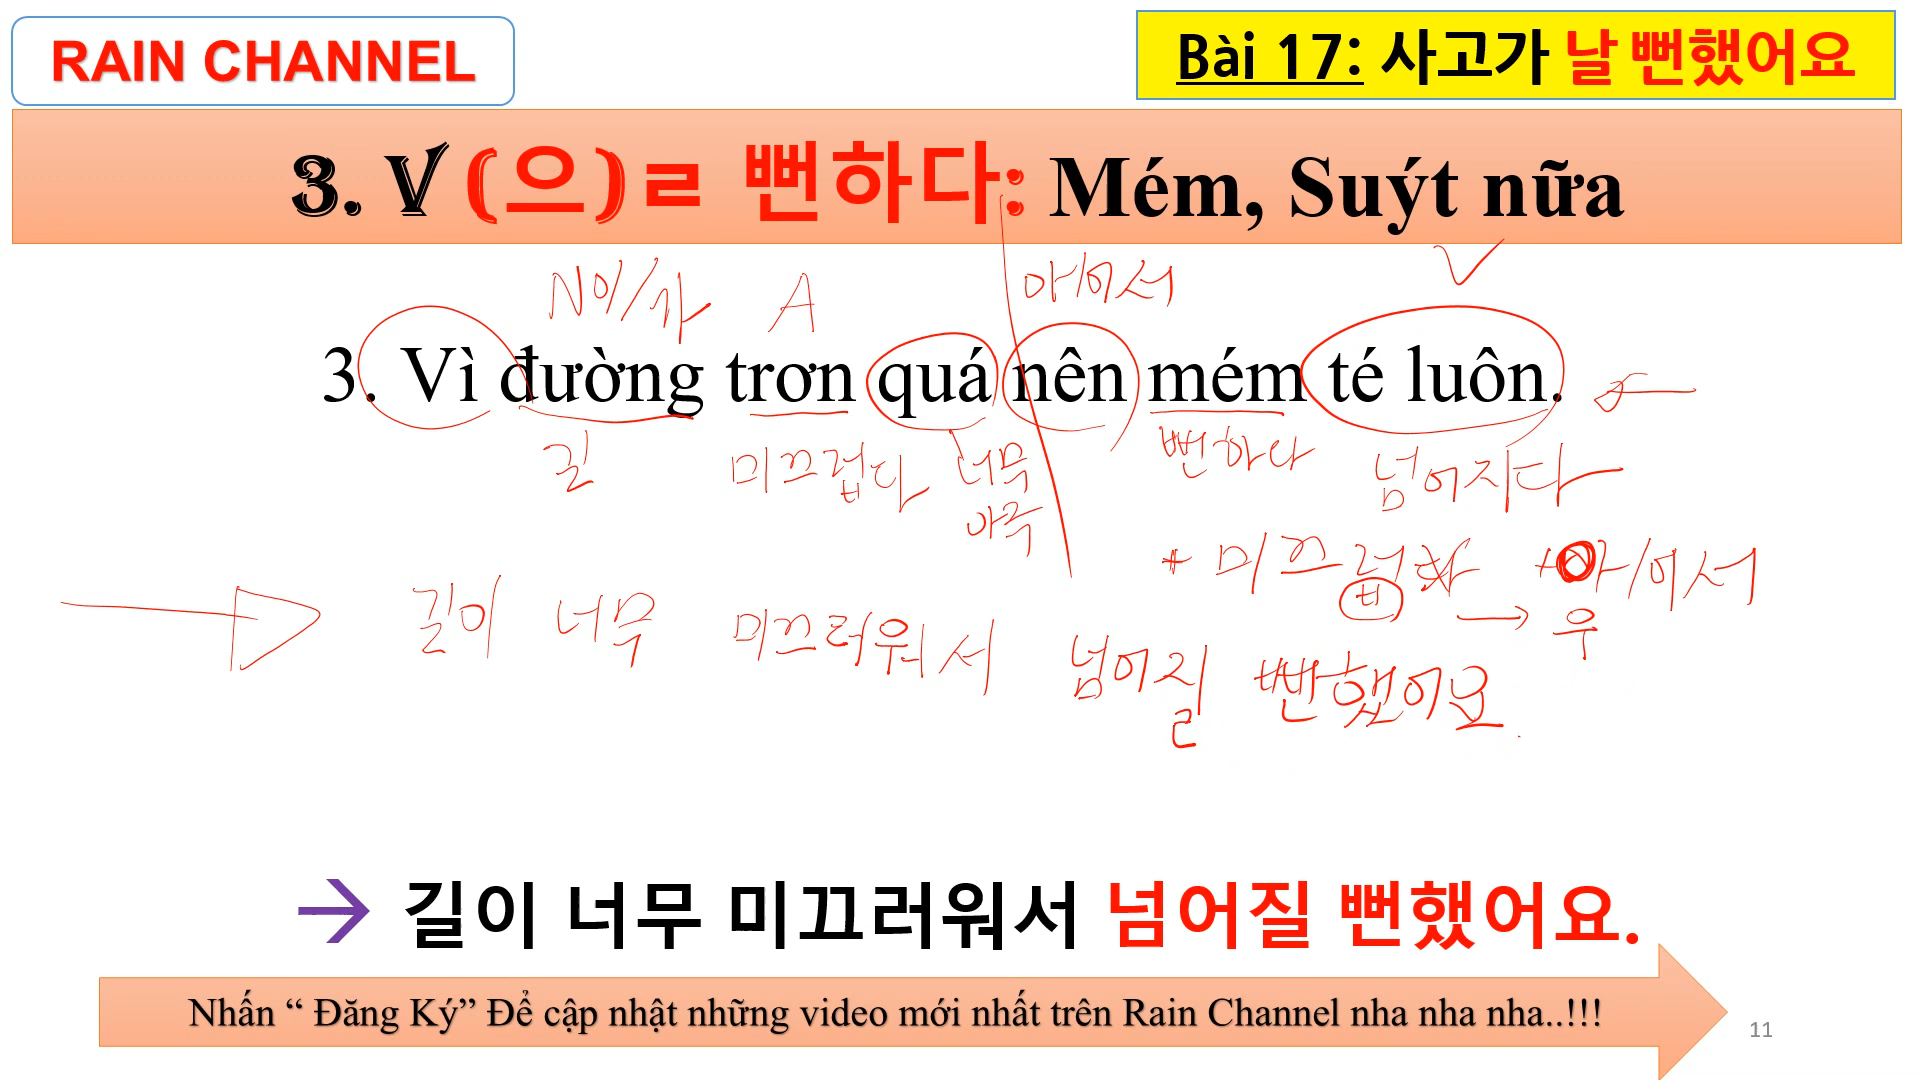 RAIN CHANNEL
Bài 17: 사고가 날 뻔했어요
3. V (으)ㄹ 뻔하다: Mém, Suýt nữa
N이/가 A 아/어서
3. Vì đường trơn quá nên mém té luôn.
길 미끄럽다 너무 뻔하다 넘어지다
아주
+ 미끄럽다 + 아/어서
ㅂ → 우
길이 너무 미끄러워서 넘어질 뻔했어요.
→ 길이 너무 미끄러워서 넘어질 뻔했어요.
Nhấn “ Đăng Ký” Để cập nhật những video mới nhất trên Rain Channel nha nha nha..!!!
11